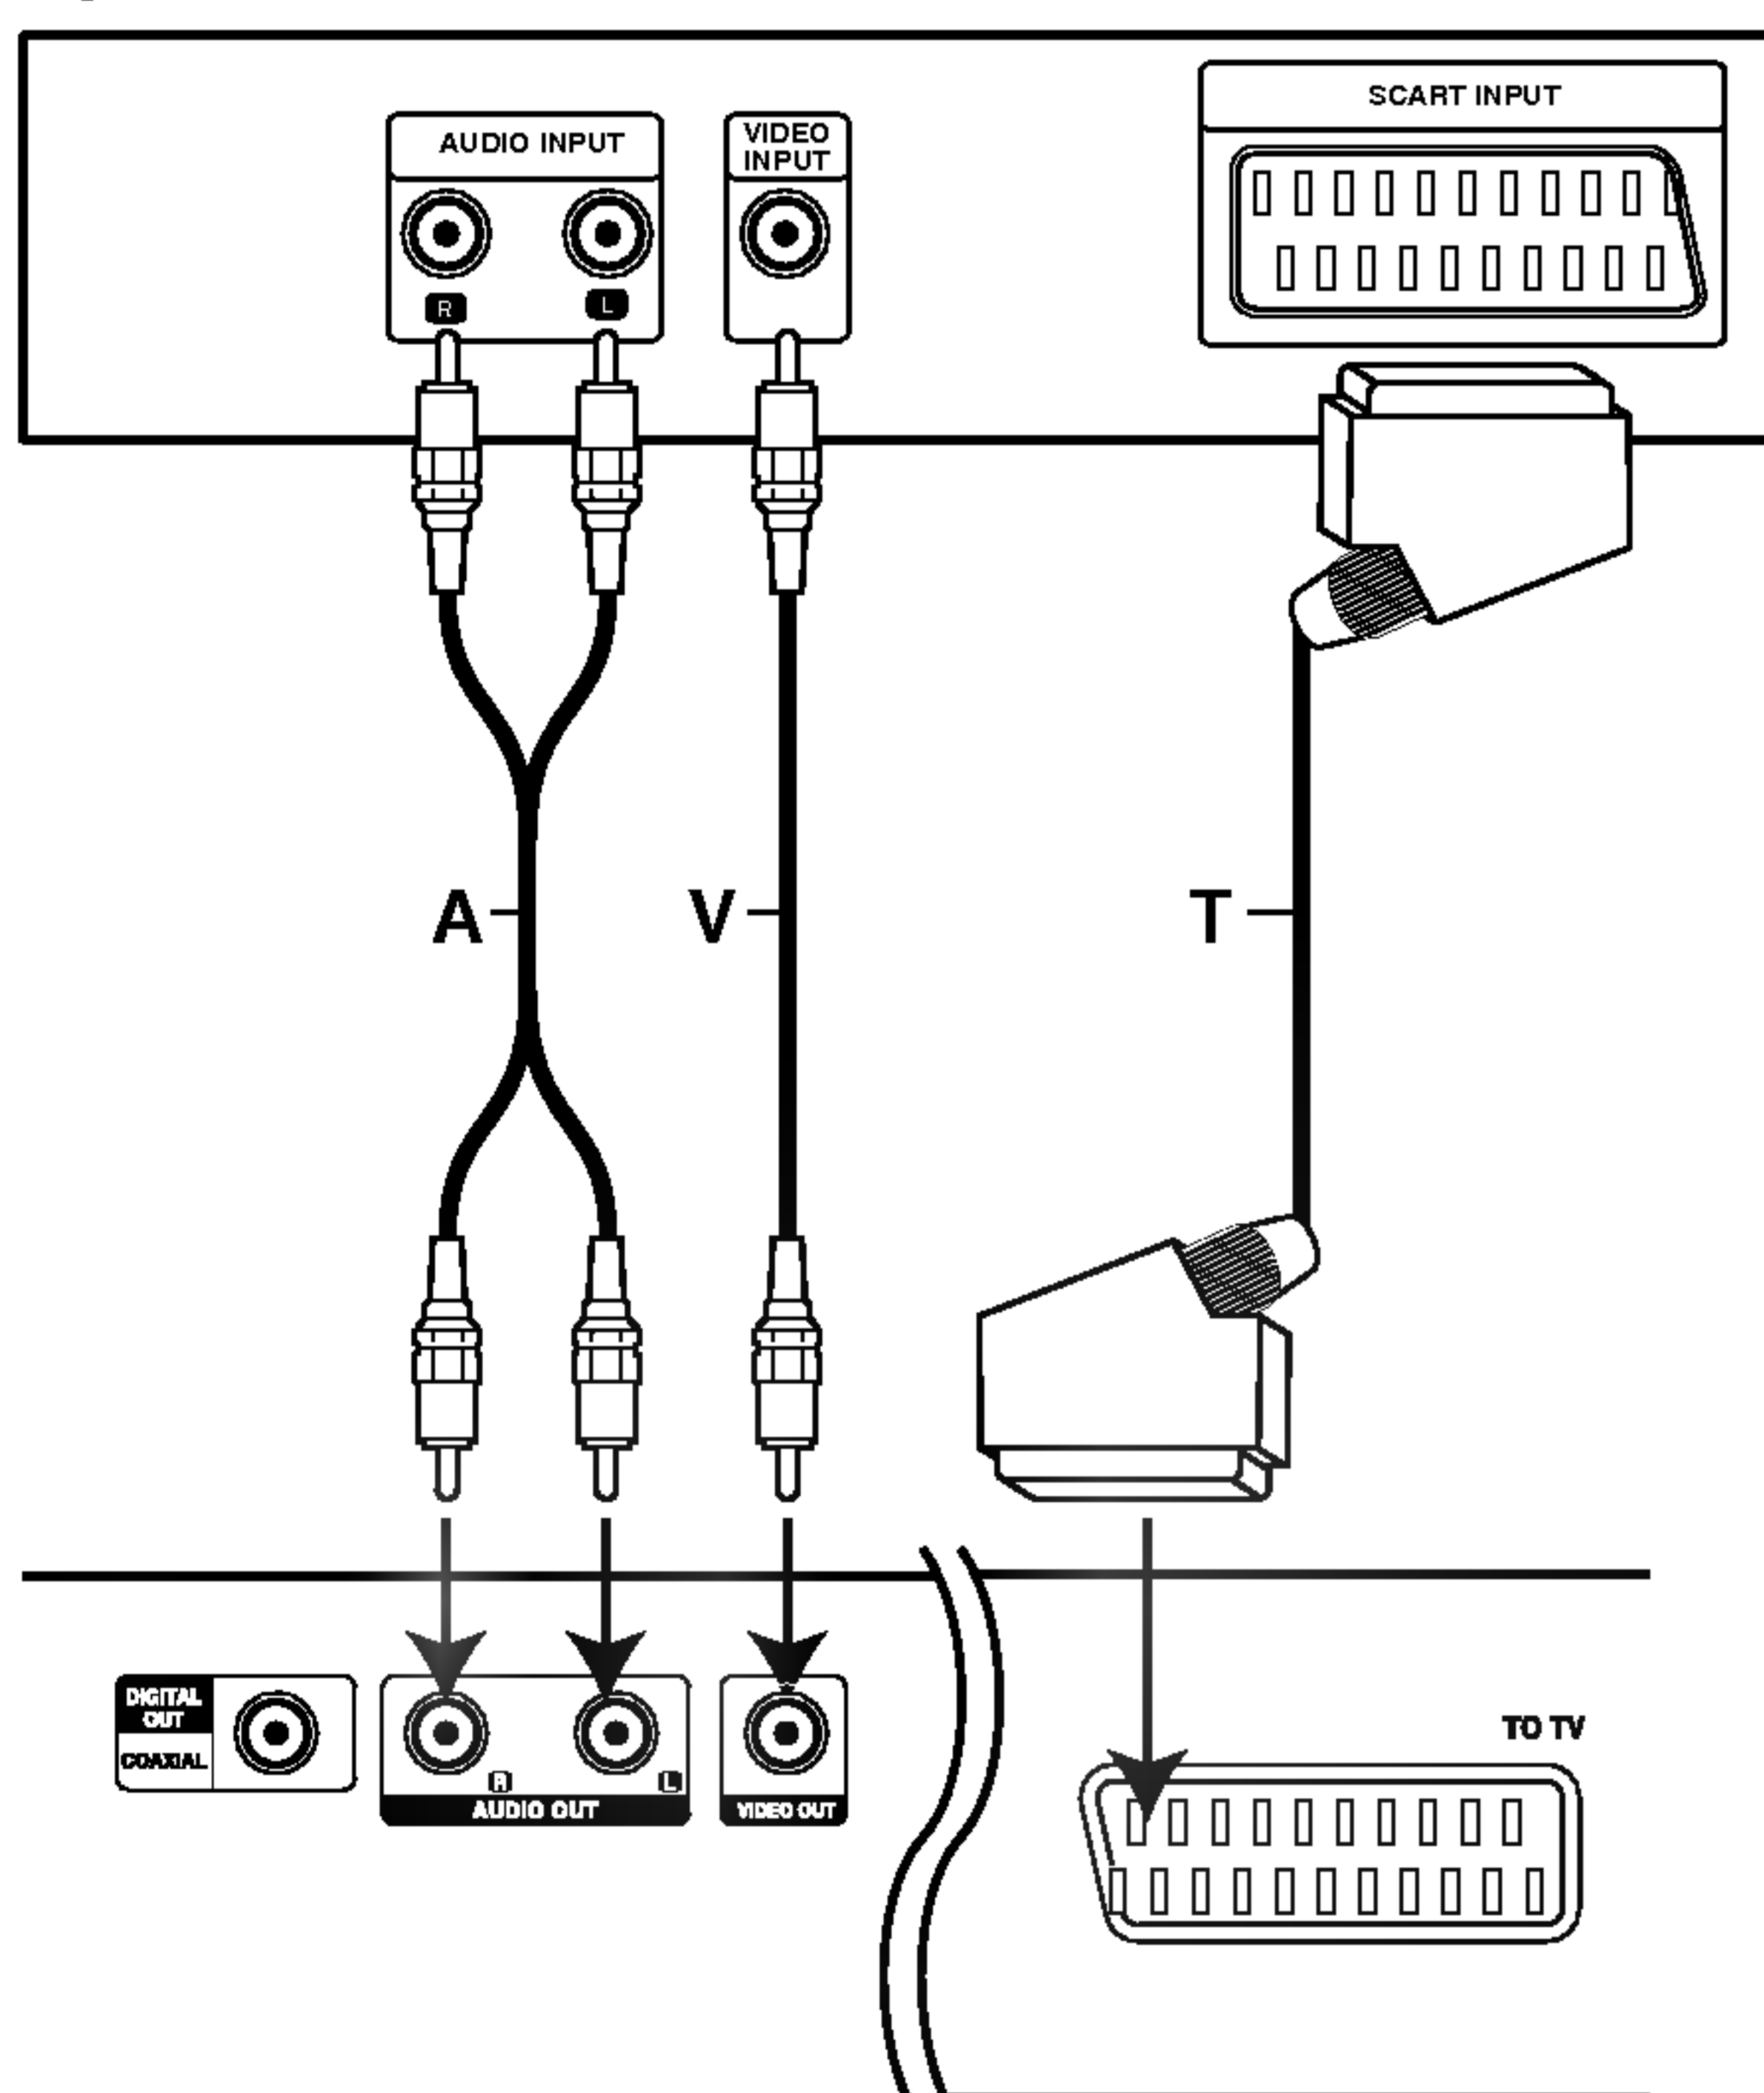 SCART INPUT
AUDIO INPUT
VIDEO
INPUT
R
L
A
V
T
TO TV
DIGITAL
OUT
COAXIAL
R
L
AUDIO OUT
VIDEO OUT